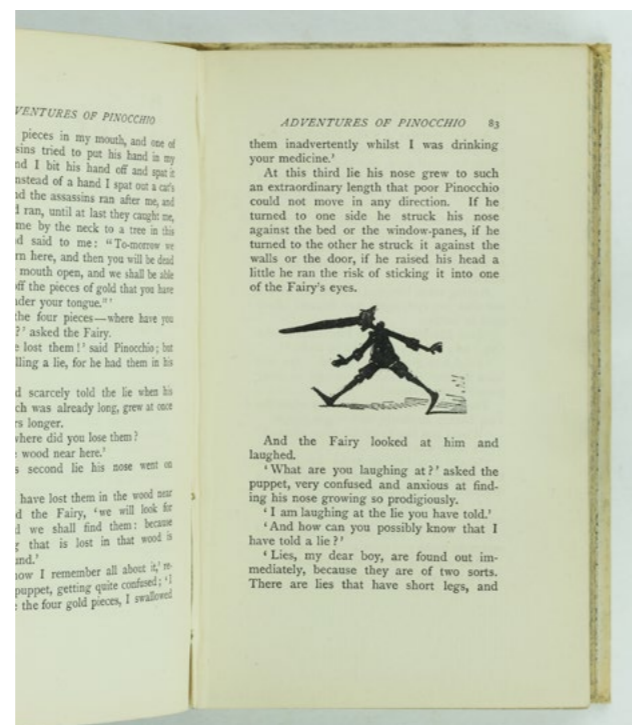 VENTURES OF PINOCCHIO
pieces in my mouth, and one of
sins tried to put his hand in my
nd I bit his hand off and spat it
nstead of a hand I spat out a cat's
nd the assassins ran after me, and
I ran, until at last they caught me,
me by the neck to a tree in this
d said to me: "To-morrow we
rn here, and then you will be dead
mouth open, and we shall be able
ff the pieces of gold that you have
nder your tongue."'
the four pieces—where have you
?' asked the Fairy.
e lost them!' said Pinocchio; but
lling a lie, for he had them in his
d scarcely told the lie when his
ch was already long, grew at once
rs longer.
where did you lose them?
wood near here.'
s second lie his nose went on
have lost them in the wood near
d the Fairy, 'we will look for
d we shall find them: because
g that is lost in that wood is
und.'
now I remember all about it,' re-
puppet, getting quite confused; 'I
the four gold pieces, I swallowed
ADVENTURES OF PINOCCHIO 83
them inadvertently whilst I was drinking
your medicine.'
At this third lie his nose grew to such
an extraordinary length that poor Pinocchio
could not move in any direction. If he
turned to one side he struck his nose
against the bed or the window-panes, if he
turned to the other he struck it against the
walls or the door, if he raised his head a
little he ran the risk of sticking it into one
of the Fairy's eyes.
And the Fairy looked at him and
laughed.
'What are you laughing at?' asked the
puppet, very confused and anxious at find-
ing his nose growing so prodigiously.
'I am laughing at the lie you have told.'
'And how can you possibly know that I
have told a lie?'
'Lies, my dear boy, are found out im-
mediately, because they are of two sorts.
There are lies that have short legs, and